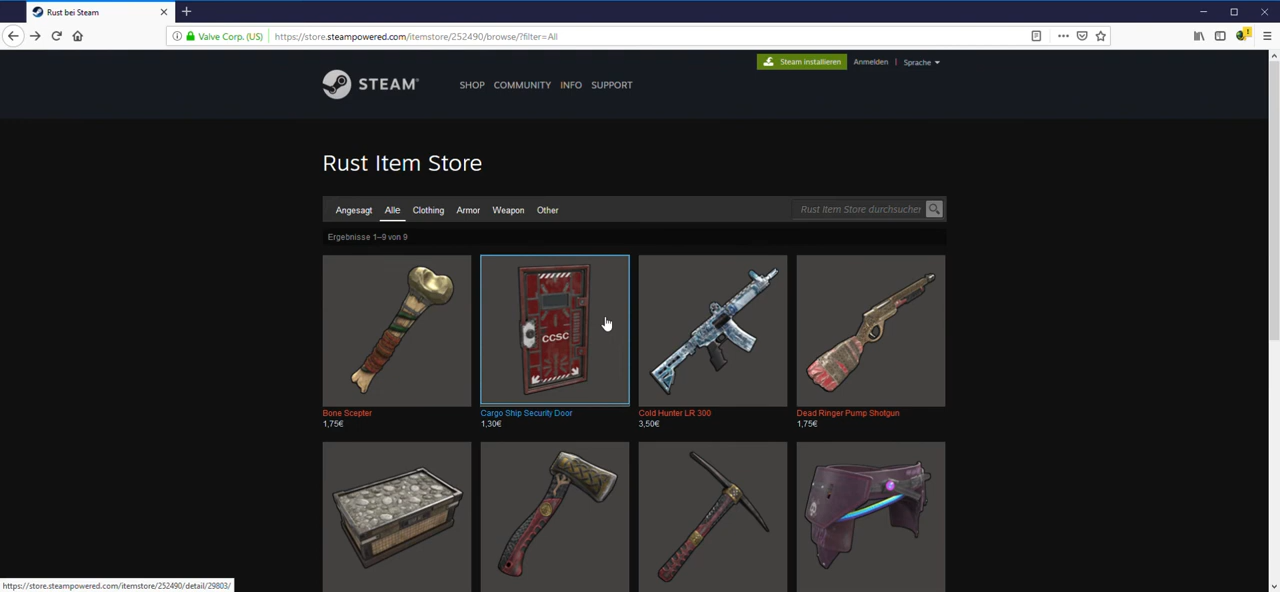 Rust bei Steam
Valve Corp. (US)
https://store.steampowered.com/itemstore/252490/browse/?filter=All
Steam installieren
Anmelden
Sprache
STEAM
SHOP COMMUNITY INFO SUPPORT
Rust Item Store
Angesagt Alle Clothing Armor Weapon Other
Rust Item Store durchsuchen
Ergebnisse 1–9 von 9
CCSC
Bone Scepter
1,75€
Cargo Ship Security Door
1,30€
Cold Hunter LR 300
3,50€
Dead Ringer Pump Shotgun
1,75€
https://store.steampowered.com/itemstore/252490/detail/29803/